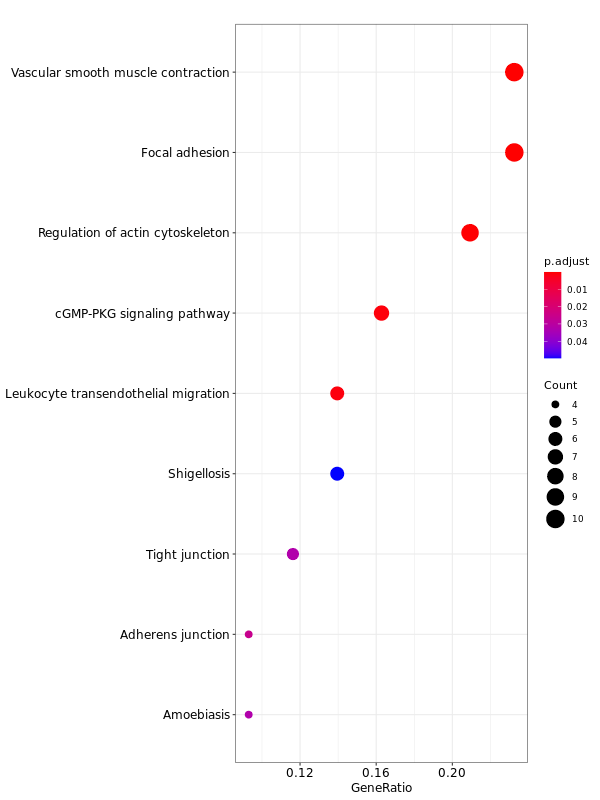 Vascular smooth muscle contraction
Focal adhesion
Regulation of actin cytoskeleton
cGMP-PKG signaling pathway
Leukocyte transendothelial migration
Shigellosis
Tight junction
Adherens junction
Amoebiasis
0.12 0.16 0.20
GeneRatio
p.adjust
0.01
0.02
0.03
0.04
Count
4
5
6
7
8
9
10